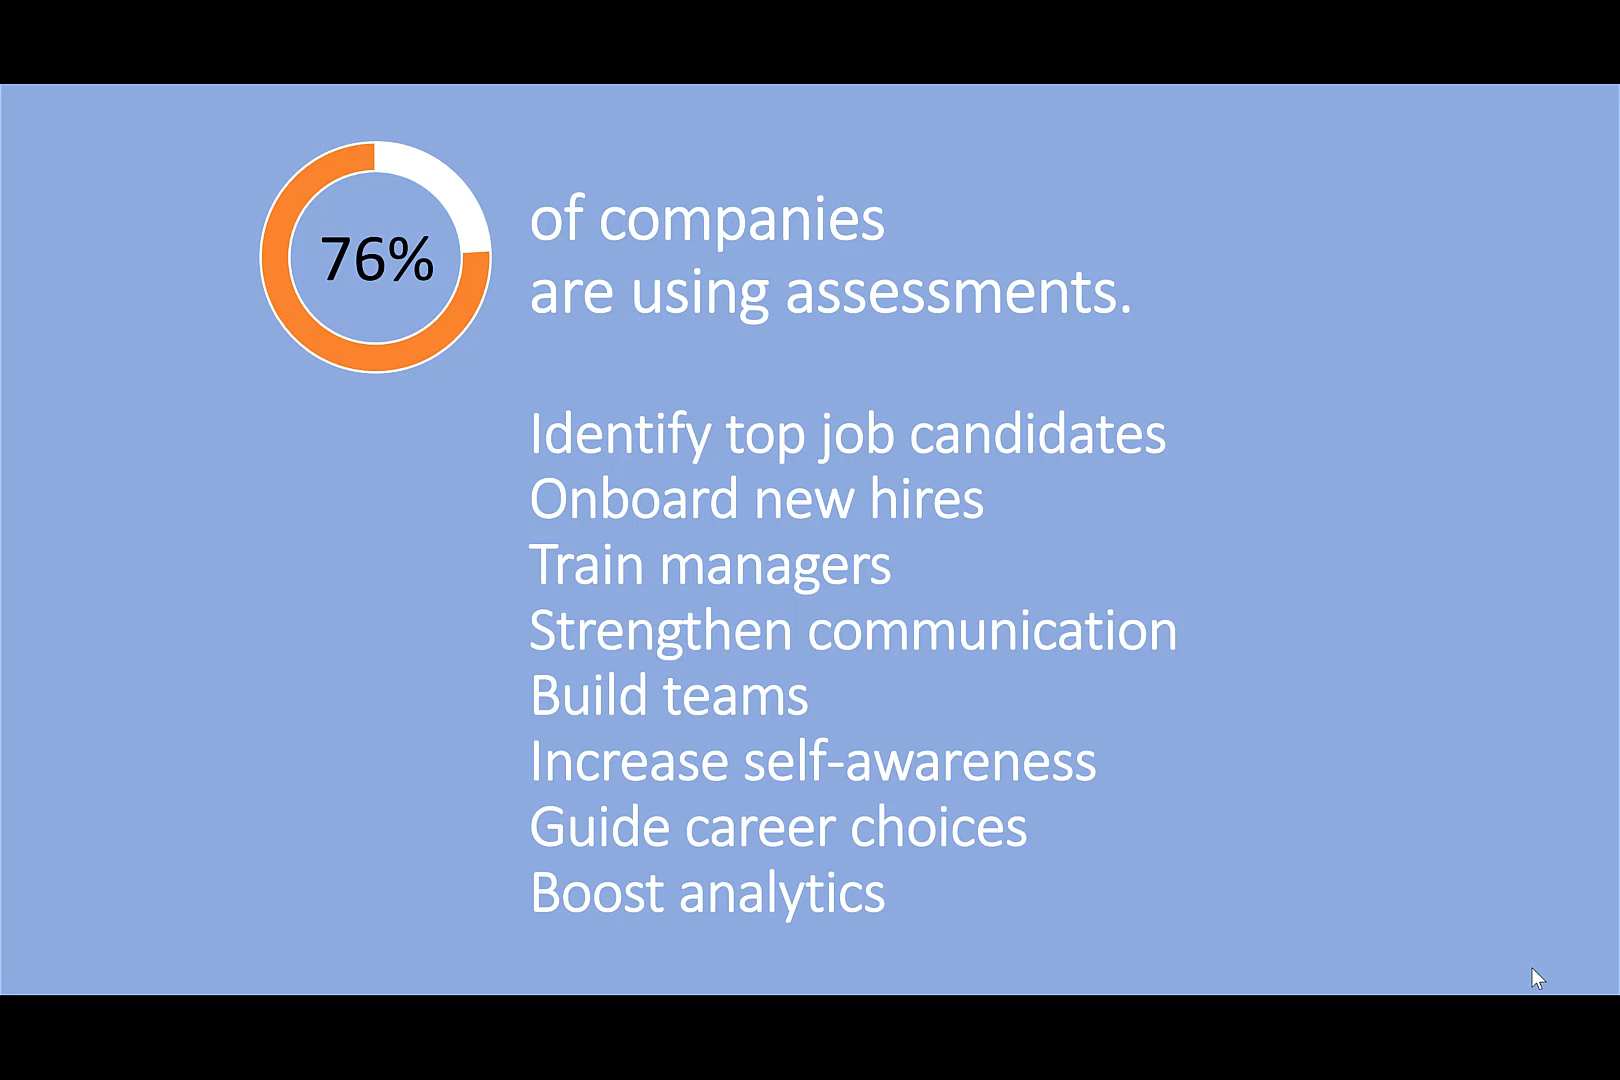 76%
of companies
are using assessments.
Identify top job candidates
Onboard new hires
Train managers
Strengthen communication
Build teams
Increase self-awareness
Guide career choices
Boost analytics